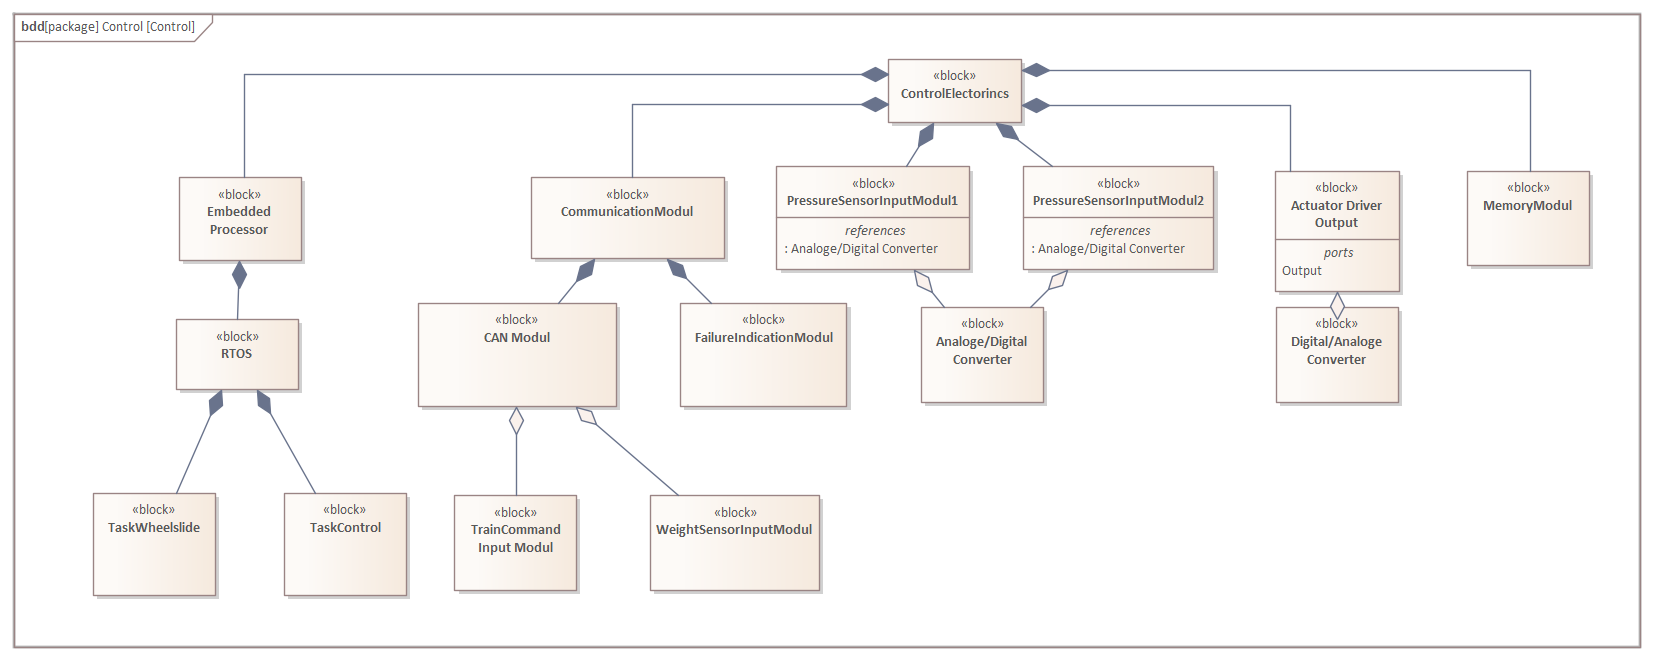 bdd[package] Control [Control]
«block»
ControlElectorincs
«block»
Embedded
Processor
«block»
CommunicationModul
«block»
PressureSensorInputModul1
references
: Analoge/Digital Converter
«block»
PressureSensorInputModul2
references
: Analoge/Digital Converter
«block»
Actuator Driver
Output
ports
Output
«block»
MemoryModul
«block»
RTOS
«block»
CAN Modul
«block»
FailureIndicationModul
«block»
Analoge/Digital
Converter
«block»
Digital/Analoge
Converter
«block»
TaskWheelslide
«block»
TaskControl
«block»
TrainCommand
Input Modul
«block»
WeightSensorInputModul